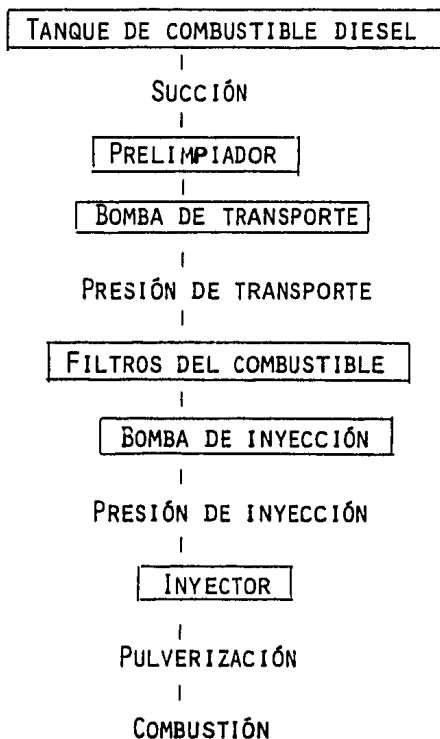 TANQUE DE COMBUSTIBLE DIESEL
SUCCIÓN
PRELIMPIADOR
BOMBA DE TRANSPORTE
PRESIÓN DE TRANSPORTE
FILTROS DEL COMBUSTIBLE
BOMBA DE INYECCIÓN
PRESIÓN DE INYECCIÓN
INYECTOR
PULVERIZACIÓN
COMBUSTIÓN